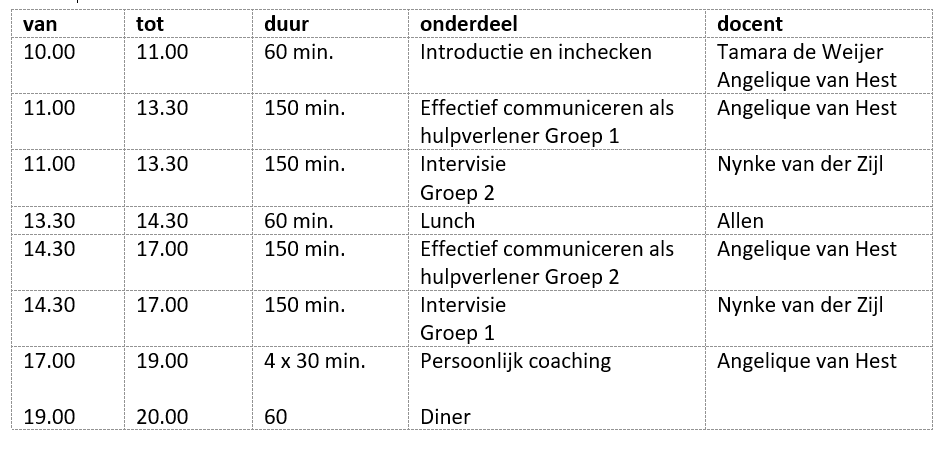 van tot duur onderdeel docent
10.00 11.00 60 min. Introductie en inchecken Tamara de Weijer
Angelique van Hest
11.00 13.30 150 min. Effectief communiceren als Angelique van Hest
hulpverlener Groep 1
11.00 13.30 150 min. Intervisie Nynke van der Zijl
Groep 2
13.30 14.30 60 min. Lunch Allen
14.30 17.00 150 min. Effectief communiceren als Angelique van Hest
hulpverlener Groep 2
14.30 17.00 150 min. Intervisie Nynke van der Zijl
Groep 1
17.00 19.00 4 x 30 min. Persoonlijk coaching Angelique van Hest
19.00 20.00 60 Diner